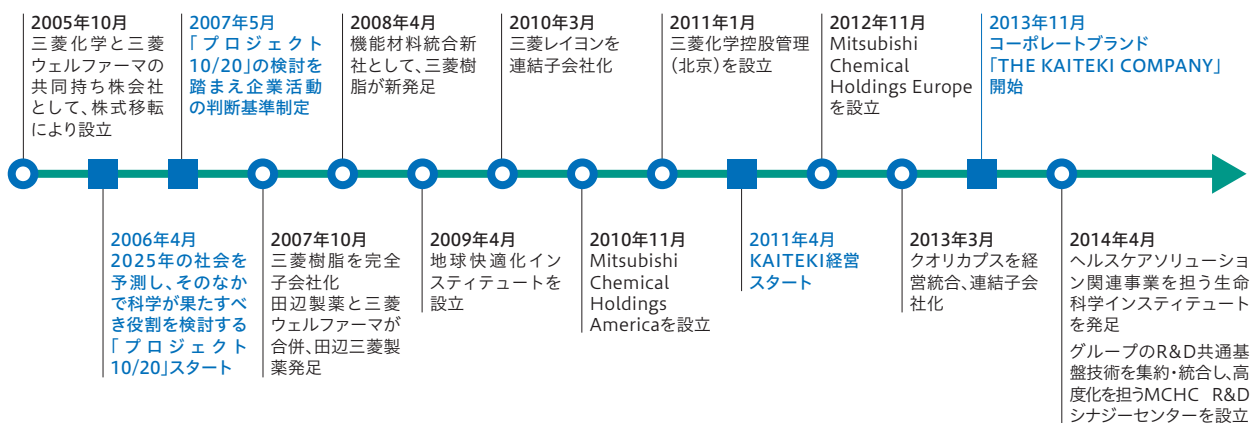 2005年10月
三菱化学と三菱
ウェルファーマの
共同持ち株会社
として、株式移転
により設立
2007年5月
「プロジェクト
10/20」の検討を
踏まえ企業活動
の判断基準制定
2008年4月
機能材料統合新
社として、三菱樹
脂が新発足
2010年3月
三菱レイヨンを
連結子会社化
2011年1月
三菱化学控股管理
（北京）を設立
2012年11月
Mitsubishi
Chemical
Holdings Europe
を設立
2013年11月
コーポレートブランド
「THE KAITEKI COMPANY」
開始
2006年4月
2025年の社会を
予測し、そのなか
で科学が果たすべ
き役割を検討する
「プロジェクト
10/20」スタート
2007年10月
三菱樹脂を完全
子会社化
田辺製薬と三菱
ウェルファーマが
合併、田辺三菱製
薬発足
2009年4月
地球快適化イン
スティテュートを
設立
2010年11月
Mitsubishi
Chemical
Holdings
Americaを設立
2011年4月
KAITEKI経営
スタート
2013年3月
クオリカプスを経
営統合、連結子会
社化
2014年4月
ヘルスケアソリューショ
ン関連事業を担う生命
科学インスティテュート
を発足
グループのR&D共通基
盤技術を集約・統合し、高
度化を担うMCHC R&D
シナジーセンターを設立